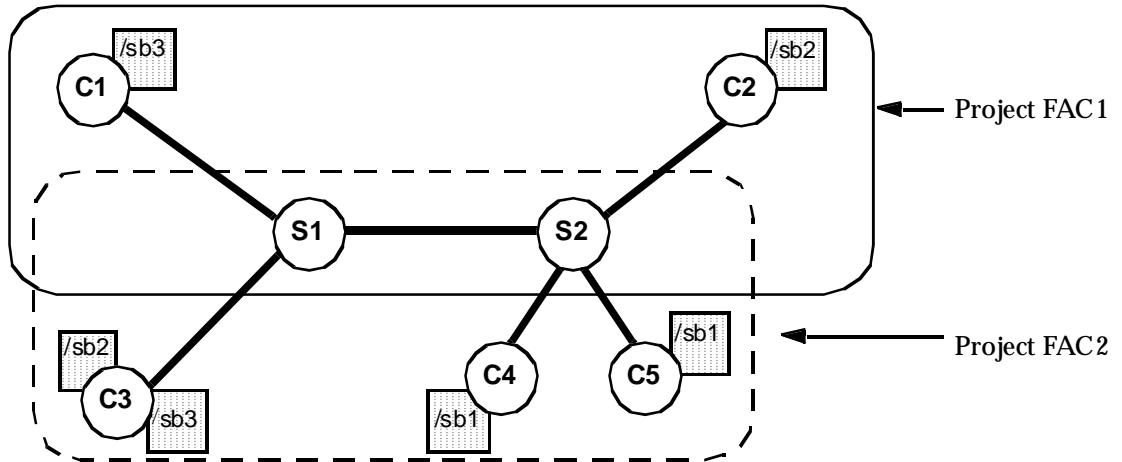 /sb3
C1
/sb2
C2
Project FAC1
S1
S2
/sb2
C3
/sb3
C4
/sb1
/sb1
C5
Project FAC2